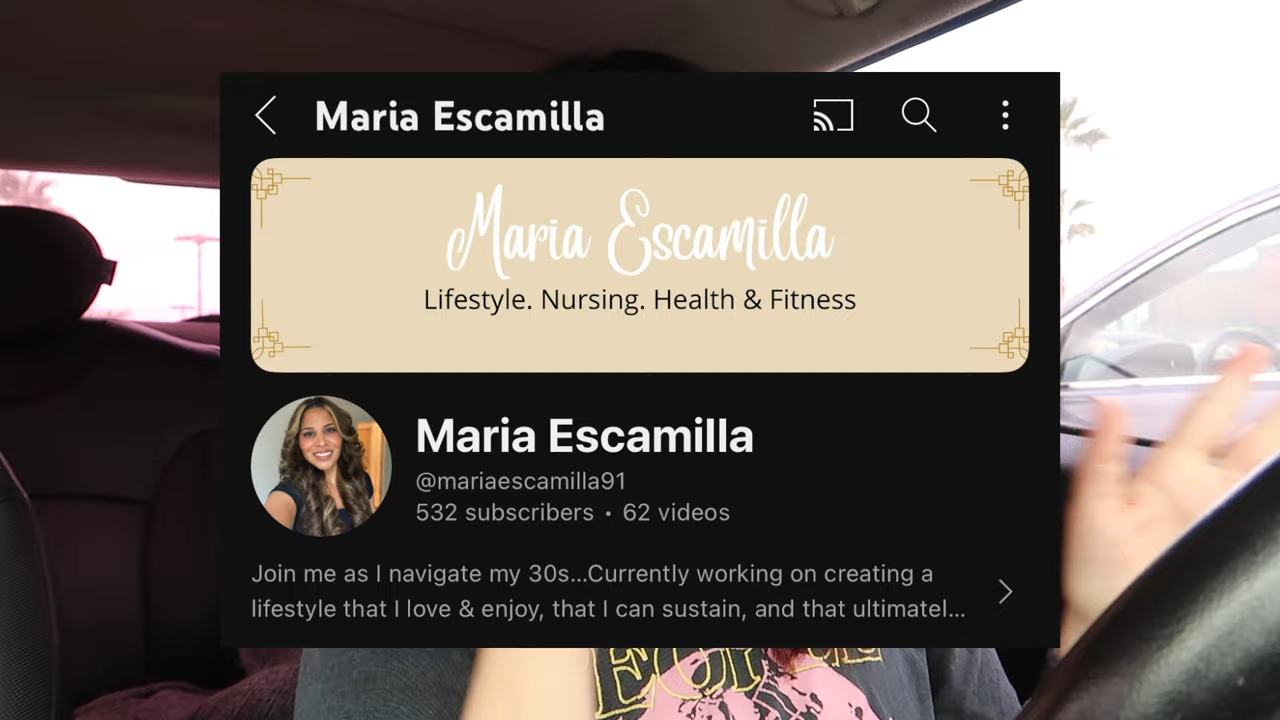 Maria Escamilla
Maria Escamilla
Lifestyle. Nursing. Health & Fitness
Maria Escamilla
@mariaescamilla91
532 subscribers • 62 videos
Join me as I navigate my 30s...Currently working on creating a
lifestyle that I love & enjoy, that I can sustain, and that ultimatel...